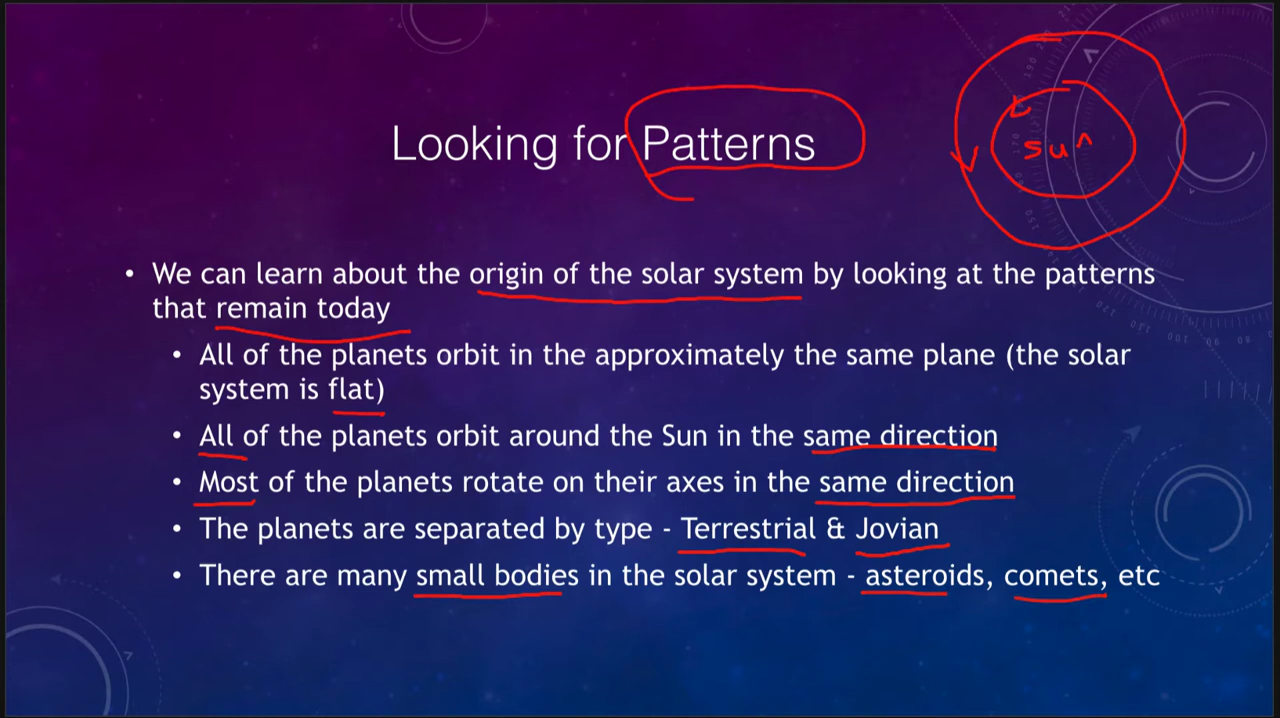 Looking for Patterns
sun
• We can learn about the origin of the solar system by looking at the patterns
that remain today
• All of the planets orbit in the approximately the same plane (the solar
system is flat)
• All of the planets orbit around the Sun in the same direction
• Most of the planets rotate on their axes in the same direction
• The planets are separated by type - Terrestrial & Jovian
• There are many small bodies in the solar system - asteroids, comets, etc